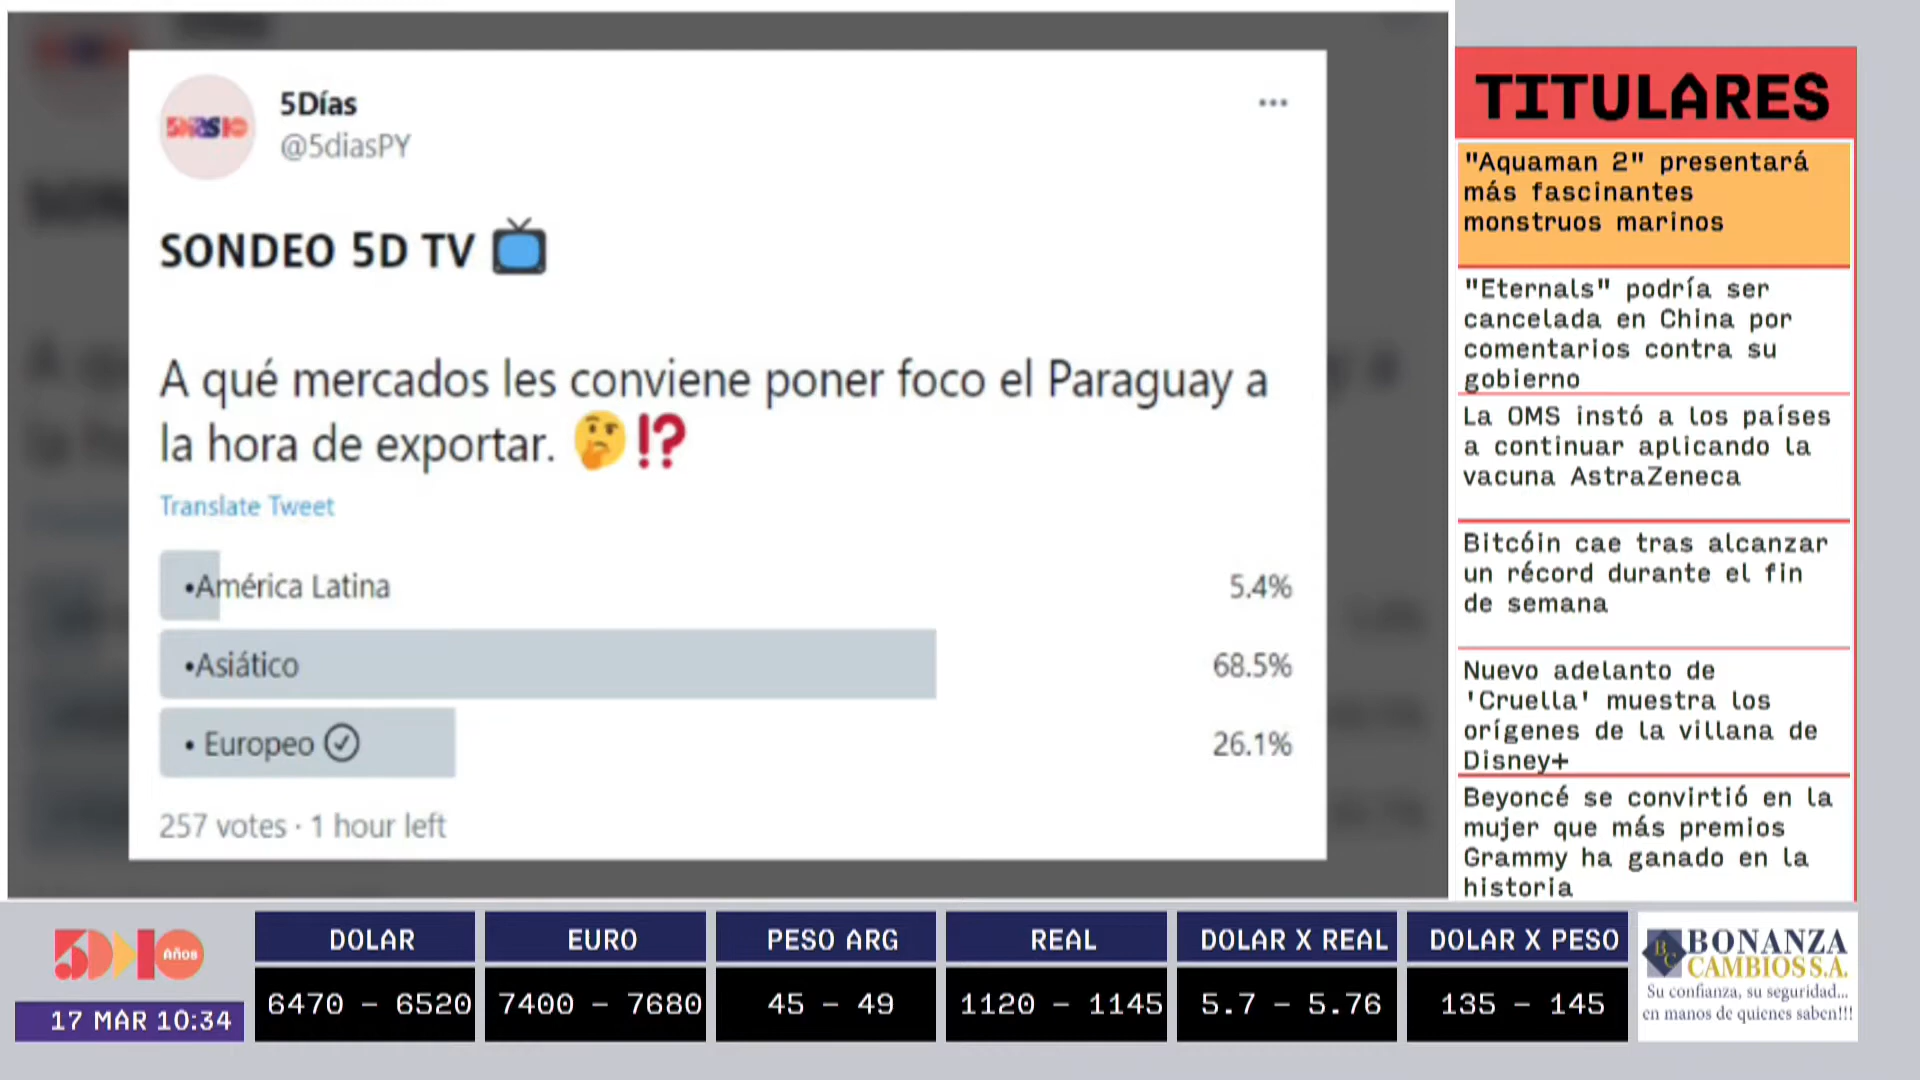 5Días
@5diasPY
SONDEO 5D TV
A qué mercados les conviene poner foco el Paraguay a
la hora de exportar.
Translate Tweet
•América Latina 5.4%
•Asiático 68.5%
• Europeo 26.1%
257 votes · 1 hour left
TITULARES
"Aquaman 2" presentará
más fascinantes
monstruos marinos
"Eternals" podría ser
cancelada en China por
comentarios contra su
gobierno
La OMS instó a los países
a continuar aplicando la
vacuna AstraZeneca
Bitcóin cae tras alcanzar
un récord durante el fin
de semana
Nuevo adelanto de
'Cruella' muestra los
orígenes de la villana de
Disney+
Beyoncé se convirtió en la
mujer que más premios
Grammy ha ganado en la
historia
5D 10 Años
17 MAR 10:34
DOLAR
6470 - 6520
EURO
7400 - 7680
PESO ARG
45 - 49
REAL
1120 - 1145
DOLAR X REAL
5.7 - 5.76
DOLAR X PESO
135 - 145
BC BONANZA
CAMBIOS S.A.
Su confianza, su seguridad...
en manos de quienes saben!!!